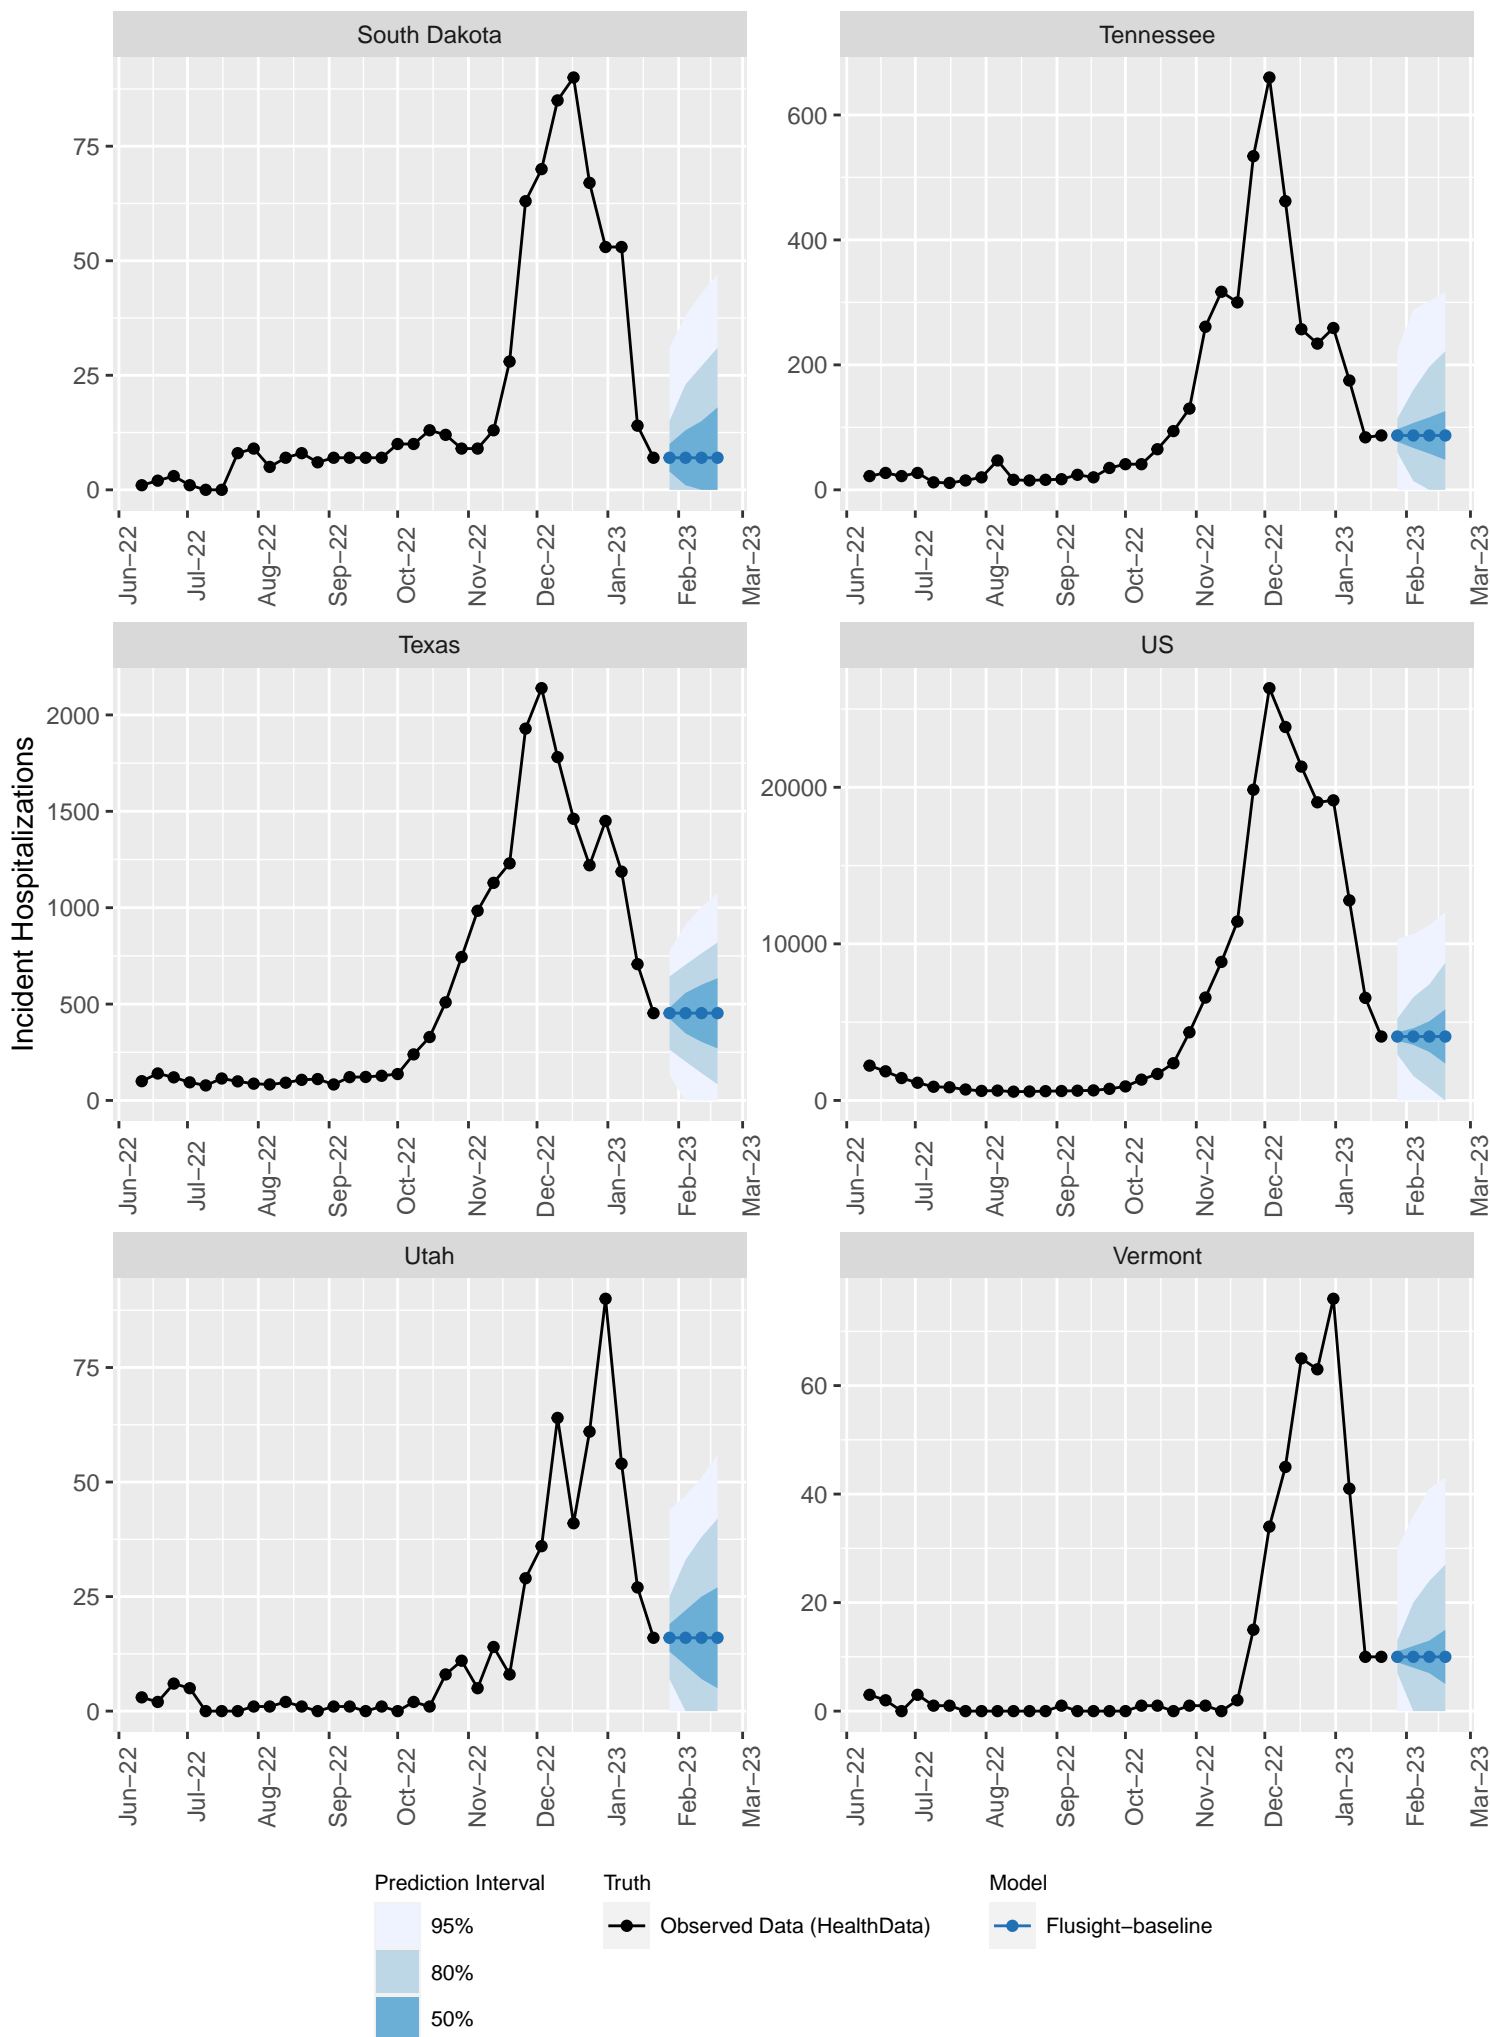 South Dakota
Tennessee
75
50
25
0
600
400
200
0
Jun−22
Jul−22
Aug−22
Sep−22
Oct−22
Nov−22
Dec−22
Jan−23
Feb−23
Mar−23
Jun−22
Jul−22
Aug−22
Sep−22
Oct−22
Nov−22
Dec−22
Jan−23
Feb−23
Mar−23
Incident Hospitalizations
Texas
US
2000
1500
1000
500
0
20000
10000
0
Jun−22
Jul−22
Aug−22
Sep−22
Oct−22
Nov−22
Dec−22
Jan−23
Feb−23
Mar−23
Jun−22
Jul−22
Aug−22
Sep−22
Oct−22
Nov−22
Dec−22
Jan−23
Feb−23
Mar−23
Utah
Vermont
75
50
25
0
60
40
20
0
Jun−22
Jul−22
Aug−22
Sep−22
Oct−22
Nov−22
Dec−22
Jan−23
Feb−23
Mar−23
Jun−22
Jul−22
Aug−22
Sep−22
Oct−22
Nov−22
Dec−22
Jan−23
Feb−23
Mar−23
Prediction Interval
95%
80%
50%
Truth
Observed Data (HealthData)
Model
Flusight−baseline